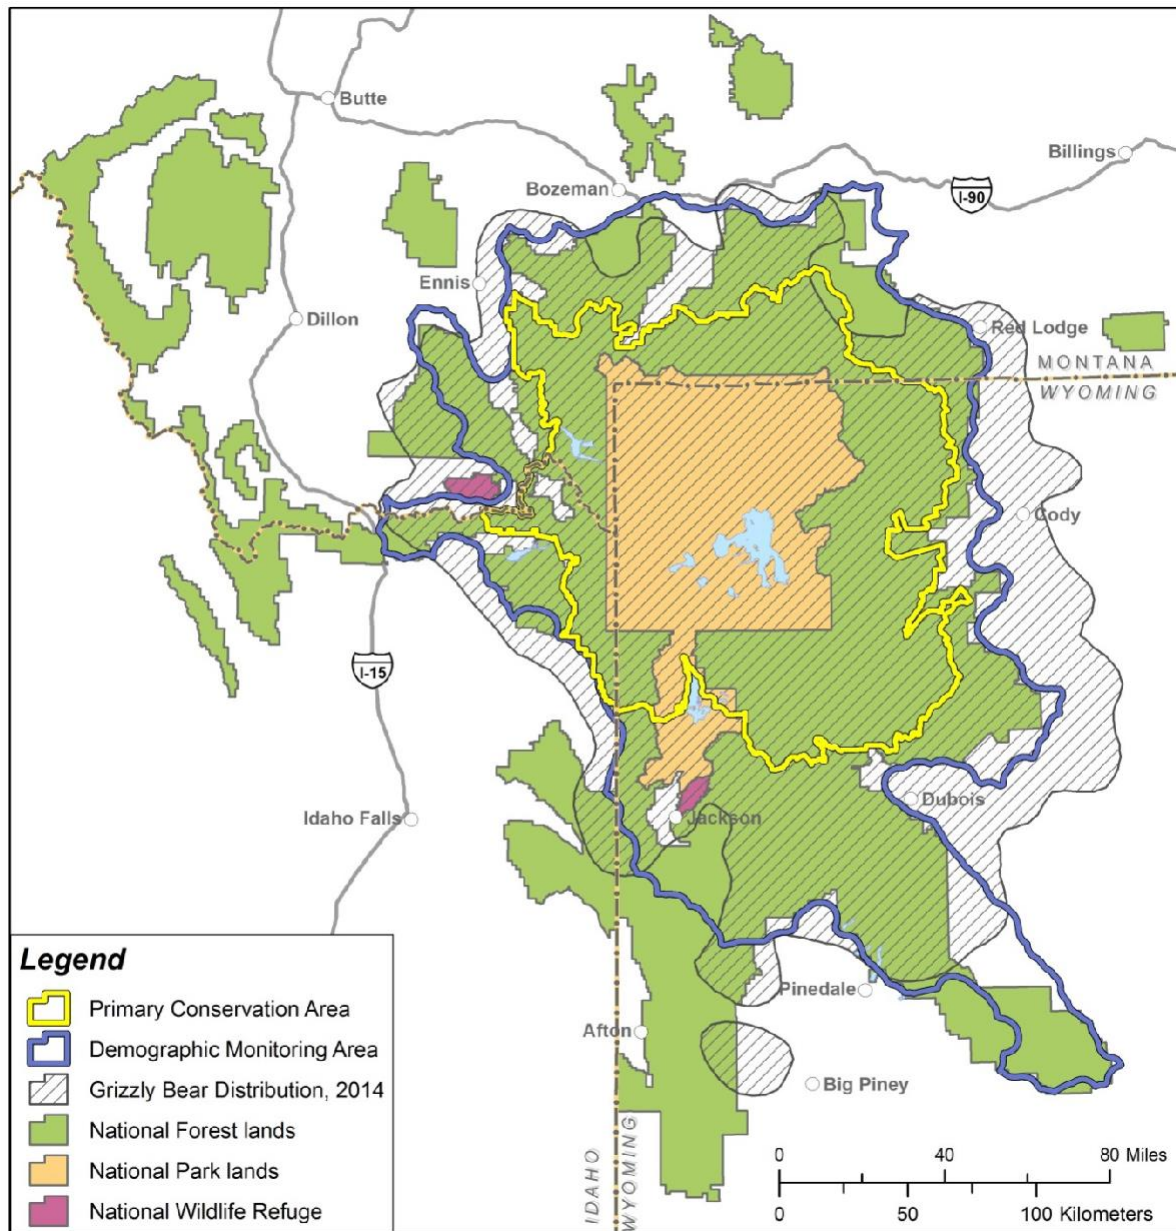 Butte
Billings
I-90
Bozeman
Ennis
Dillon
Red Lodge
MONTANA
WYOMING
Cody
I-15
Idaho Falls
Dubois
Jackson
Pinedale
Afton
Big Piney
IDAHO
WYOMING
Legend
Primary Conservation Area
Demographic Monitoring Area
Grizzly Bear Distribution, 2014
National Forest lands
National Park lands
National Wildlife Refuge
0 40 80 Miles
0 50 100 Kilometers